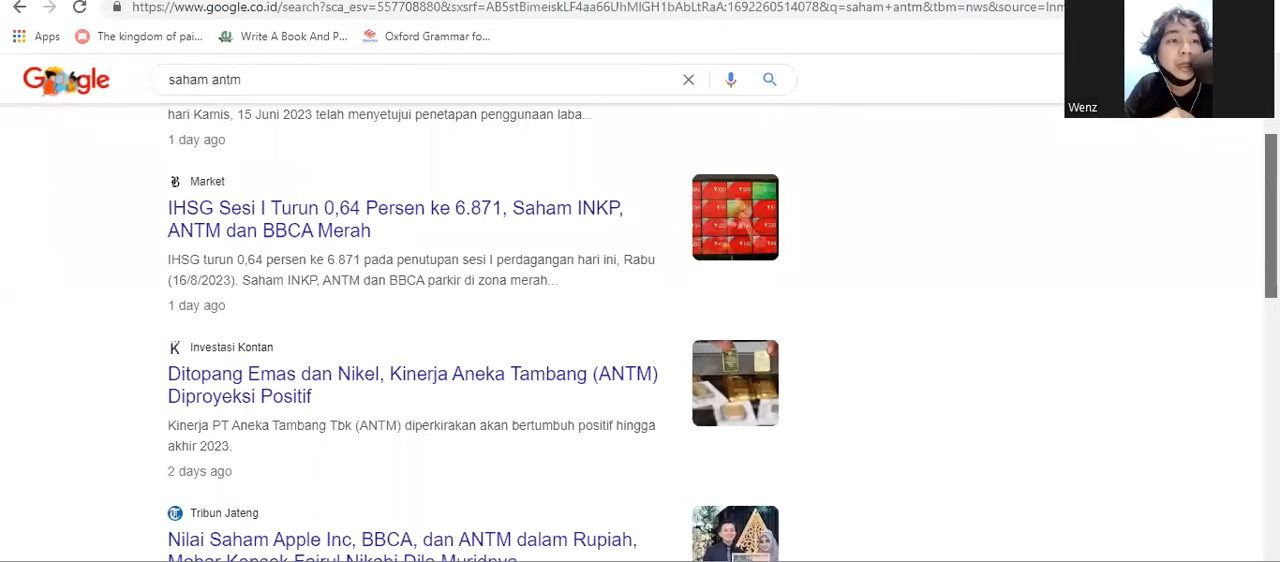 https://www.google.co.id/search?sca_esv=557708880&sxsrf=AB5stBimeiskLF4aa66UhMIGH1bAbLtRaA:1692260514078&q=saham+antm&tbm=nws&source=lnm
Apps
The kingdom of pai...
Write A Book And P...
Oxford Grammar fo...
Wenz
Google
saham antm
hari Kamis, 15 Juni 2023 telah menyetujui penetapan penggunaan laba...
1 day ago
Market
IHSG Sesi I Turun 0,64 Persen ke 6.871, Saham INKP,
ANTM dan BBCA Merah
IHSG turun 0,64 persen ke 6.871 pada penutupan sesi I perdagangan hari ini, Rabu
(16/8/2023). Saham INKP, ANTM dan BBCA parkir di zona merah...
1 day ago
Investasi Kontan
Ditopang Emas dan Nikel, Kinerja Aneka Tambang (ANTM)
Diproyeksi Positif
Kinerja PT Aneka Tambang Tbk (ANTM) diperkirakan akan bertumbuh positif hingga
akhir 2023.
2 days ago
Tribun Jateng
Nilai Saham Apple Inc, BBCA, dan ANTM dalam Rupiah,
Mahar Kepsek Fairul Nikahi Dila Muridnya